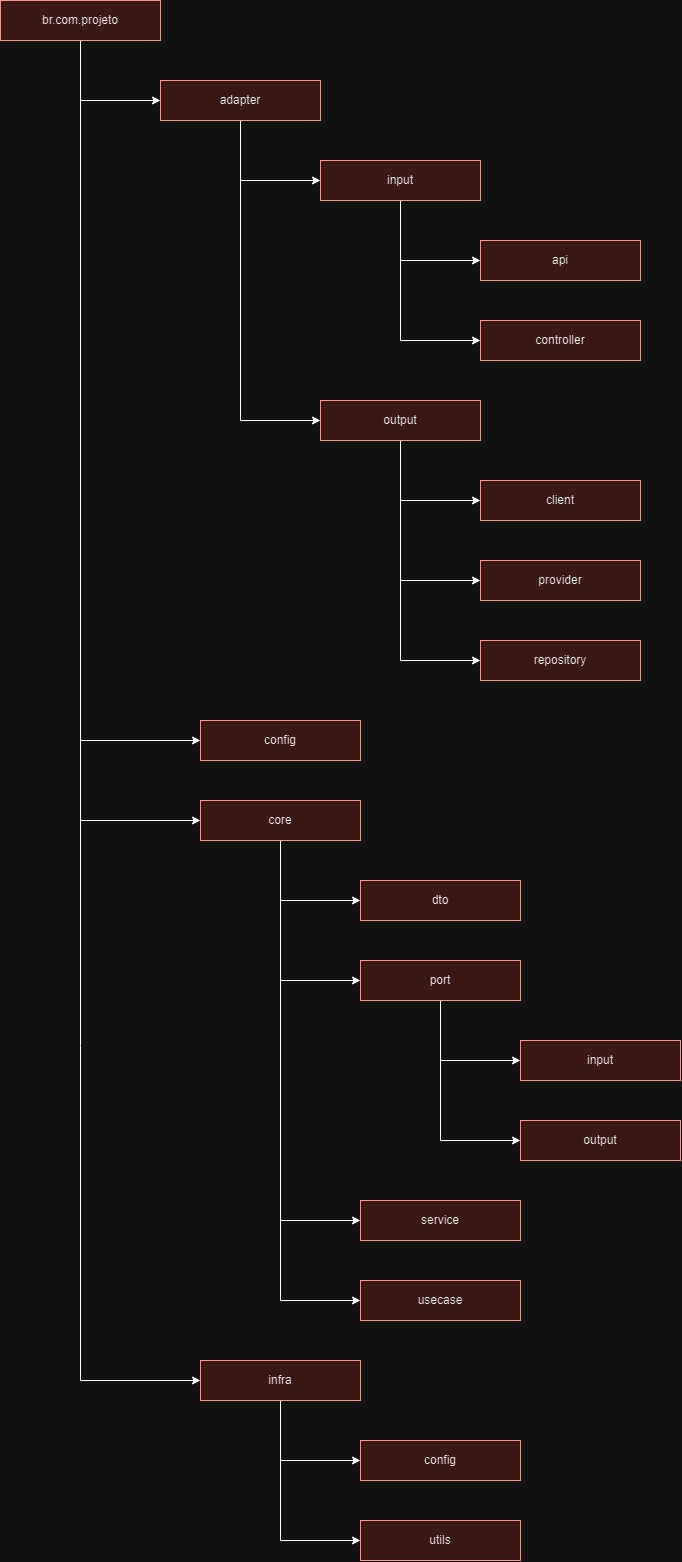 br.com.projeto
adapter
input
api
controller
output
client
provider
repository
config
core
dto
port
input
output
service
usecase
infra
config
utils